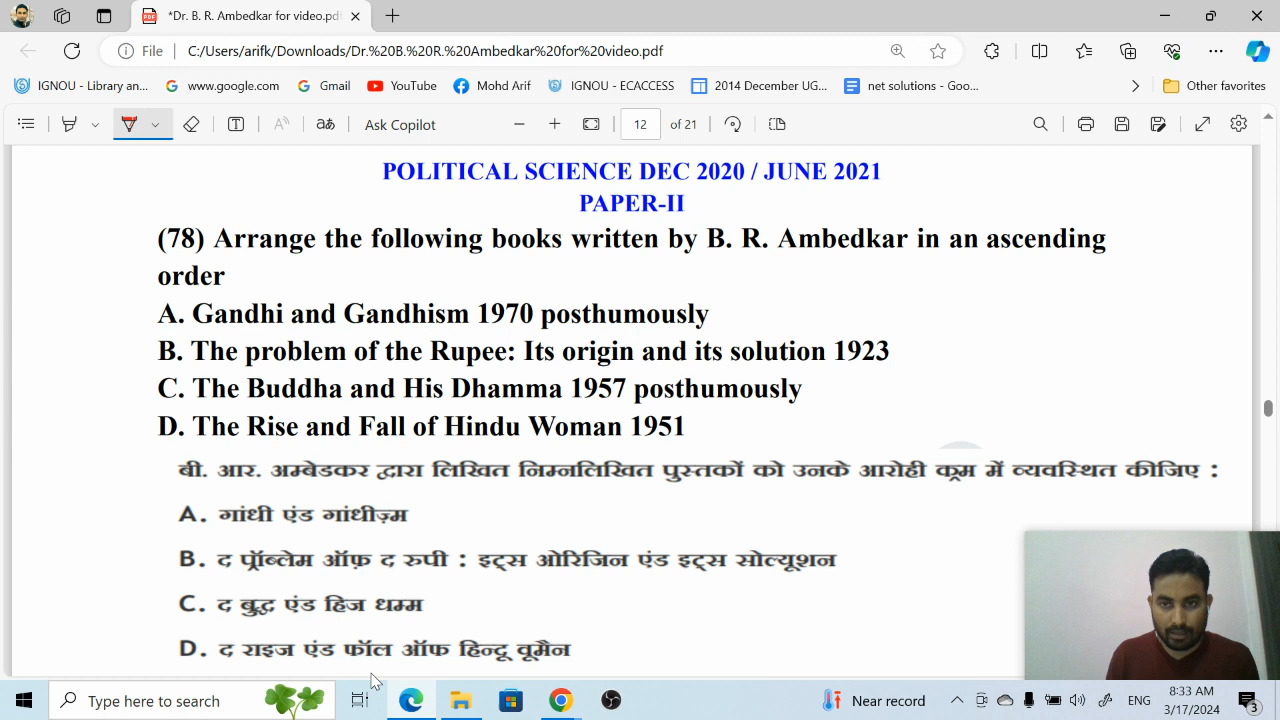 *Dr. B. R. Ambedkar for video.pdf
File C:/Users/arifk/Downloads/Dr.%20B.%20R.%20Ambedkar%20for%20video.pdf
IGNOU - Library an... www.google.com Gmail YouTube Mohd Arif IGNOU - ECACCESS 2014 December UG... net solutions - Goo... Other favorites
Ask Copilot 12 of 21
POLITICAL SCIENCE DEC 2020 / JUNE 2021
PAPER-II
(78) Arrange the following books written by B. R. Ambedkar in an ascending
order
A. Gandhi and Gandhism 1970 posthumously
B. The problem of the Rupee: Its origin and its solution 1923
C. The Buddha and His Dhamma 1957 posthumously
D. The Rise and Fall of Hindu Woman 1951
बी. आर. अम्बेडकर द्वारा लिखित निम्नलिखित पुस्तकों को उनके आरोही क्रम में व्यवस्थित कीजिए :
A. गांधी एंड गांधीज़्म
B. द प्रॉब्लेम ऑफ़ द रुपी : इट्स ओरिजिन एंड इट्स सोल्यूशन
C. द बुद्ध एंड हिज धम्म
D. द राइज एंड फॉल ऑफ हिन्दू वूमैन
Type here to search Near record ENG 8:33 AM
3/17/2024 3